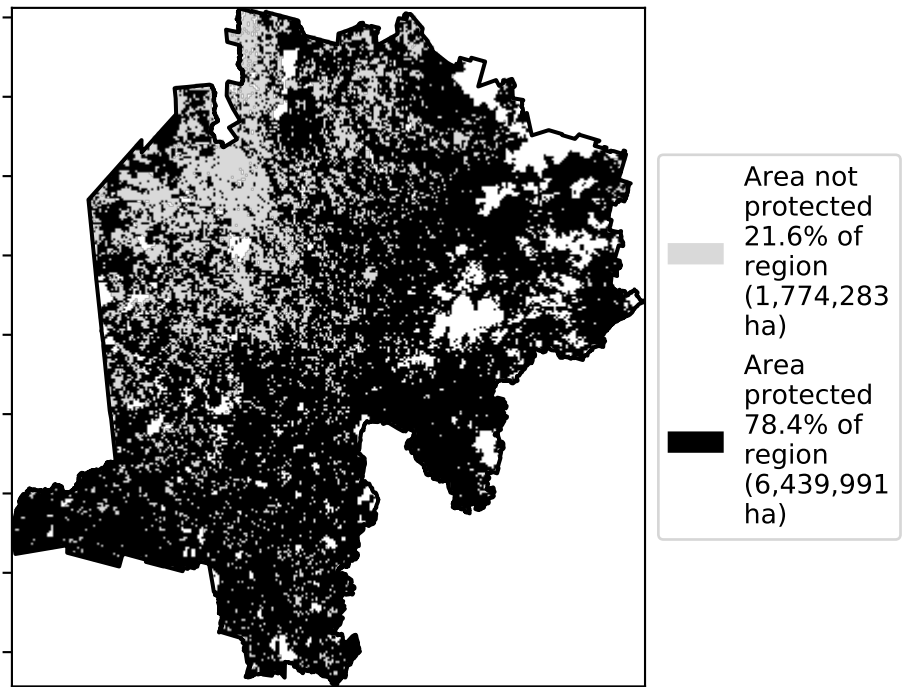 Area not
protected
21.6% of
region
(1,774,283
ha)
Area
protected
78.4% of
region
(6,439,991
ha)